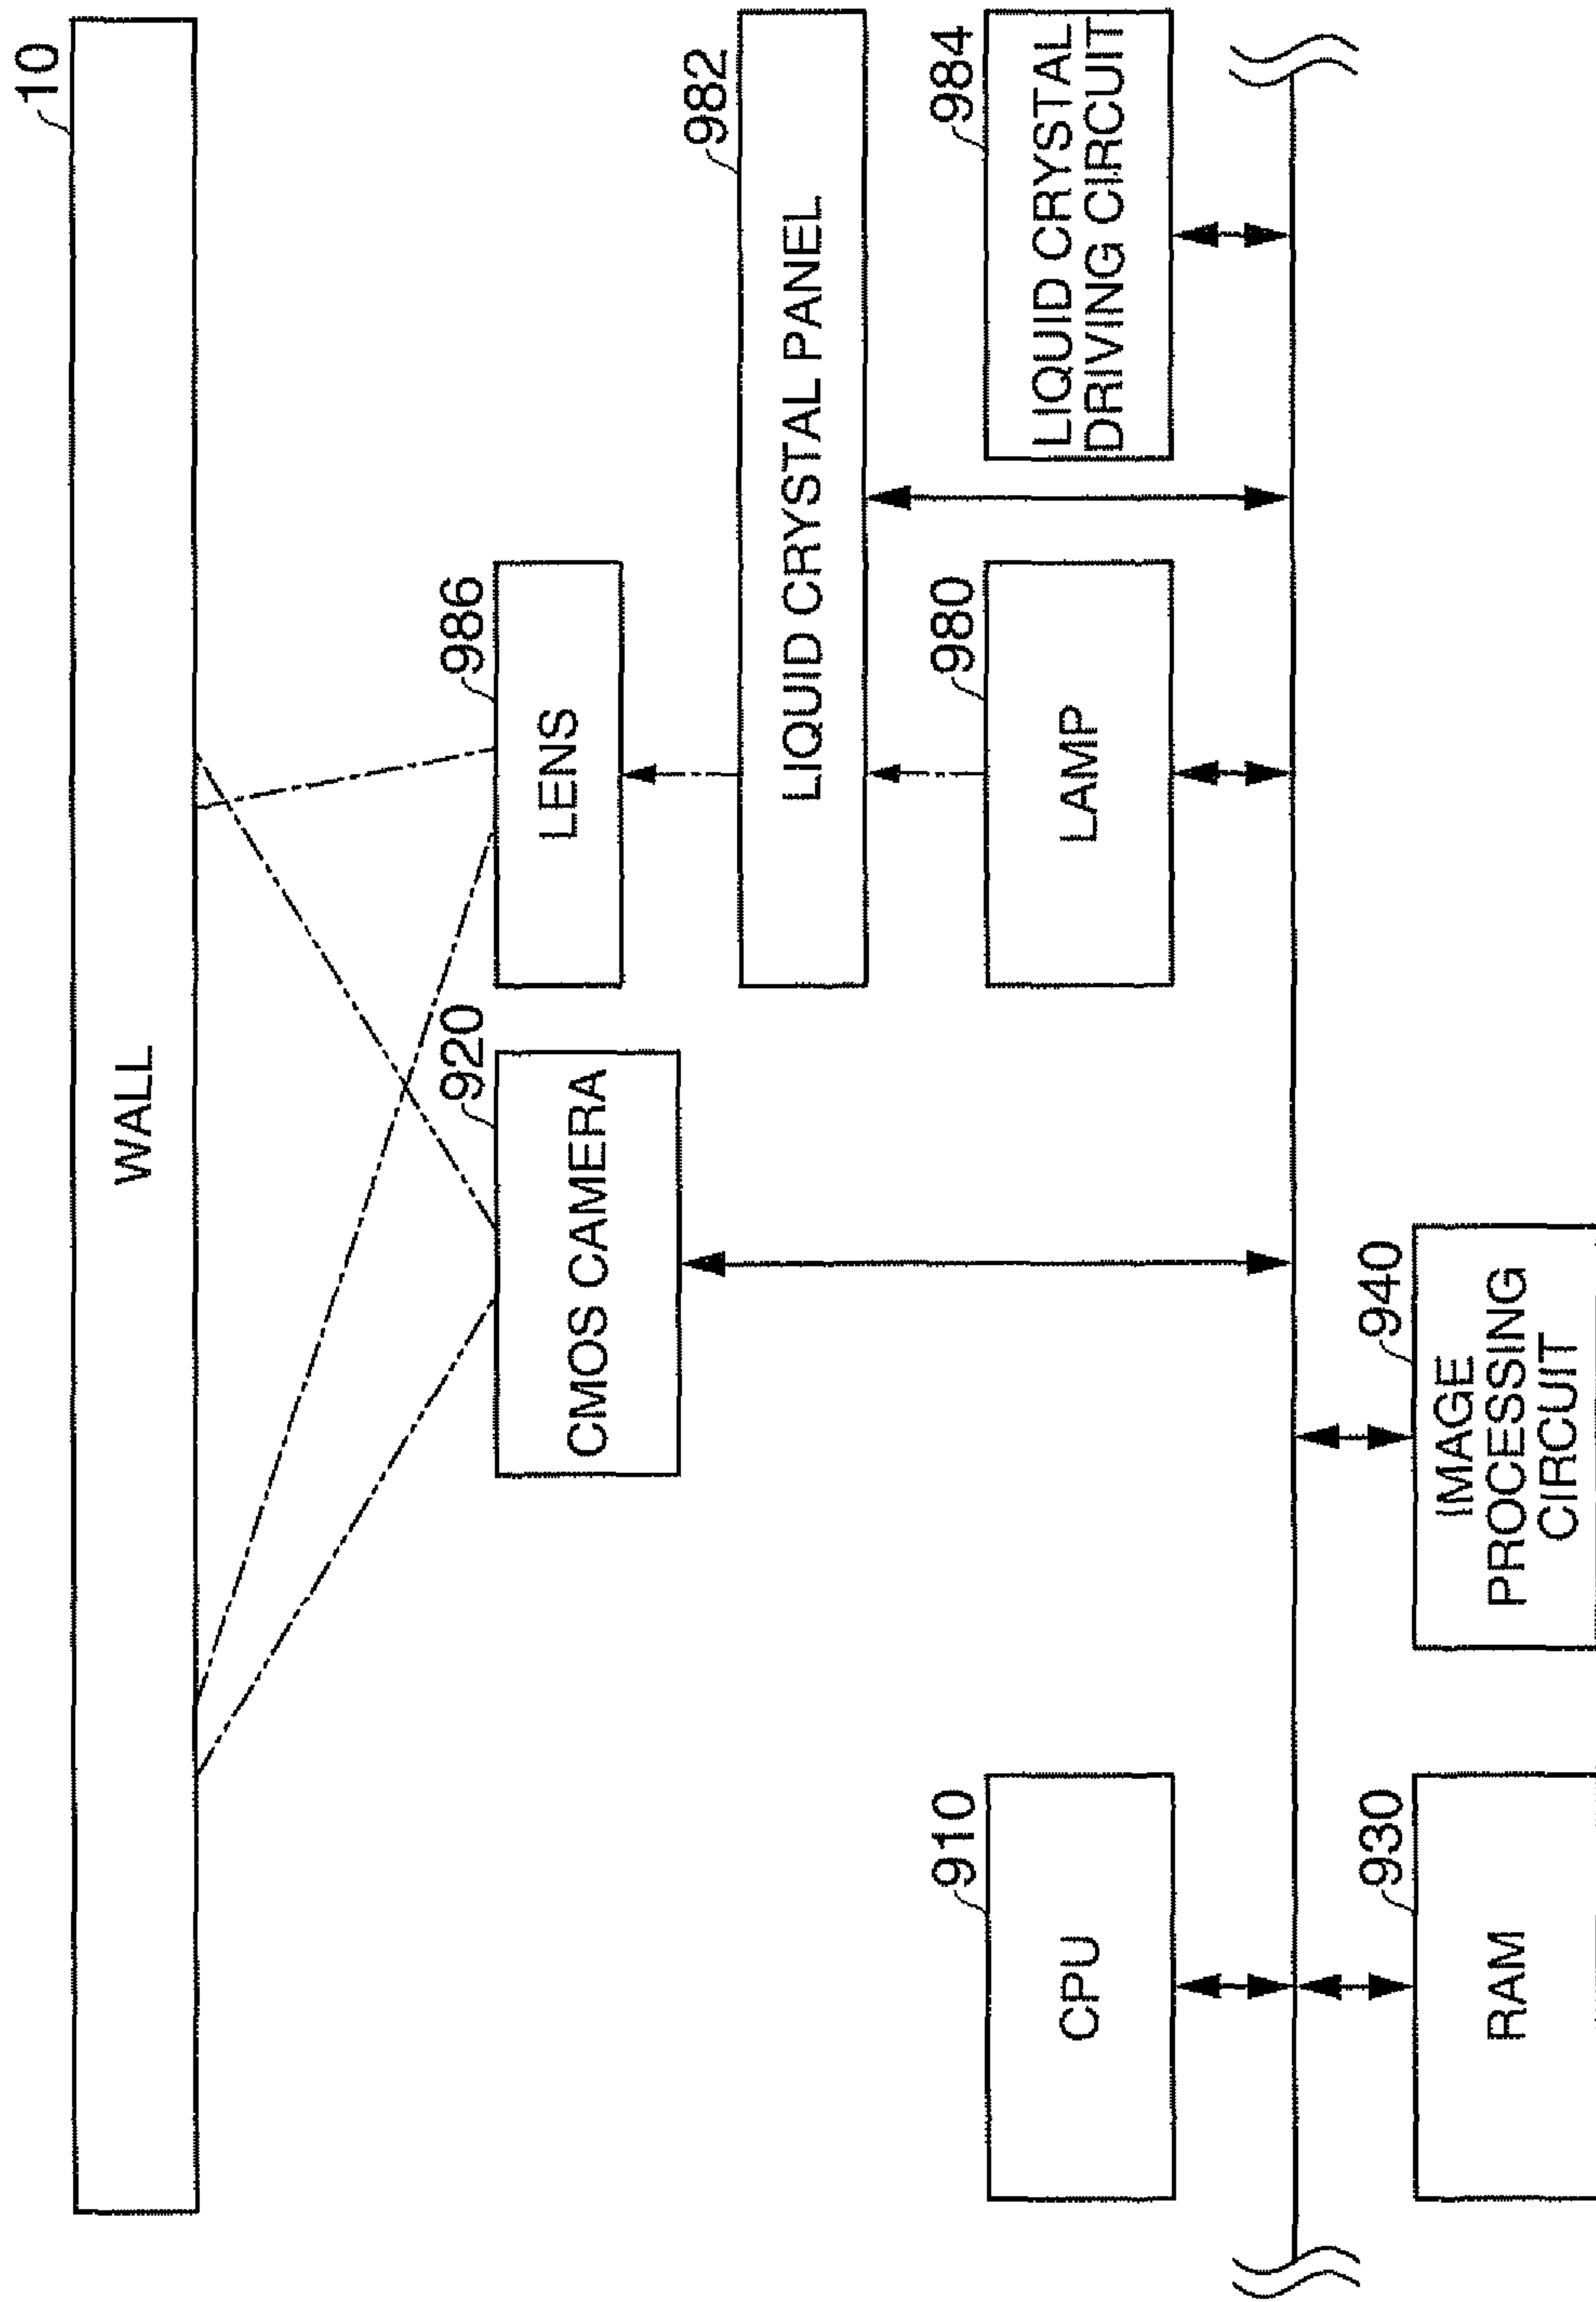 10
WALL
986
LENS
920
CMOS CAMERA
982
LIQUID CRYSTAL PANEL
910
CPU
980
LAMP
984
LIQUID CRYSTAL
DRIVING CIRCUIT
930
RAM
940
IMAGE
PROCESSING
CIRCUIT